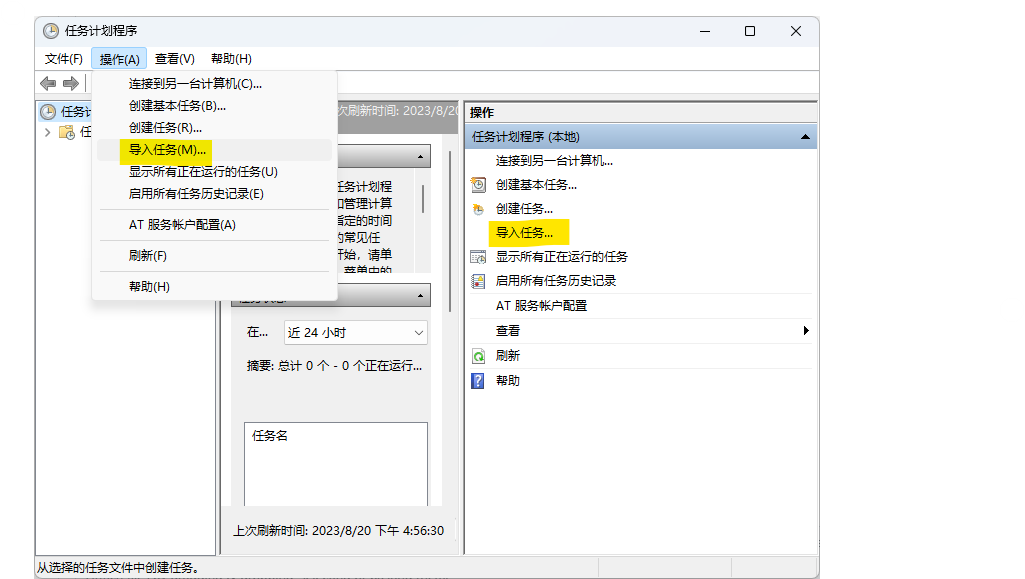 任务计划程序
文件(F) 操作(A) 查看(V) 帮助(H)
连接到另一台计算机(C)...
创建基本任务(B)...
创建任务(R)...
导入任务(M)...
显示所有正在运行的任务(U)
启用所有任务历史记录(E)
AT 服务帐户配置(A)
刷新(F)
帮助(H)
任务计
任
次刷新时间: 2023/8/20
任务计划程
和管理计算
指定的时间
的常见任
开始，请单
菜单中的
在...
近 24 小时
摘要: 总计 0 个 - 0 个正在运行...
任务名
上次刷新时间: 2023/8/20 下午 4:56:30
操作
任务计划程序 (本地)
连接到另一台计算机...
创建基本任务...
创建任务...
导入任务...
显示所有正在运行的任务
启用所有任务历史记录
AT 服务帐户配置
查看
刷新
帮助
从选择的任务文件中创建任务。